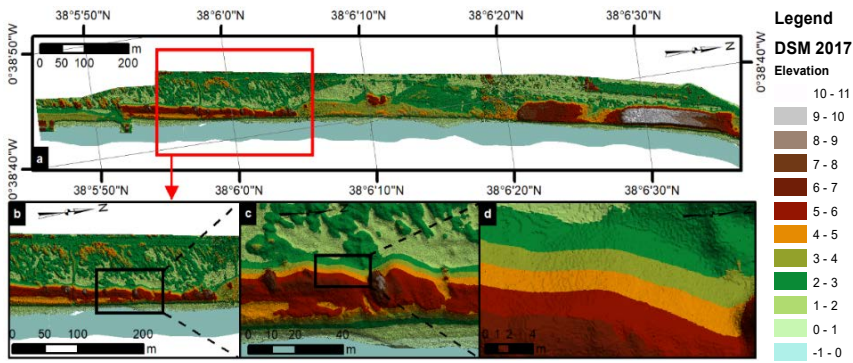 38°5'50"N 38°6'0"N 38°6'10"N 38°6'20"N 38°6'30"N
0°38'50"W
0°38'40"W
0 50 100 200
m
N
a
0°38'40"W
38°5'50"N 38°6'0"N 38°6'10"N 38°6'20"N 38°6'30"N
b
N
0 50 100 200
m
c
N
0 10 20 40
m
d
0 1 2 4
m
Legend
DSM 2017
Elevation
10 - 11
9 - 10
8 - 9
7 - 8
6 - 7
5 - 6
4 - 5
3 - 4
2 - 3
1 - 2
0 - 1
-1 - 0